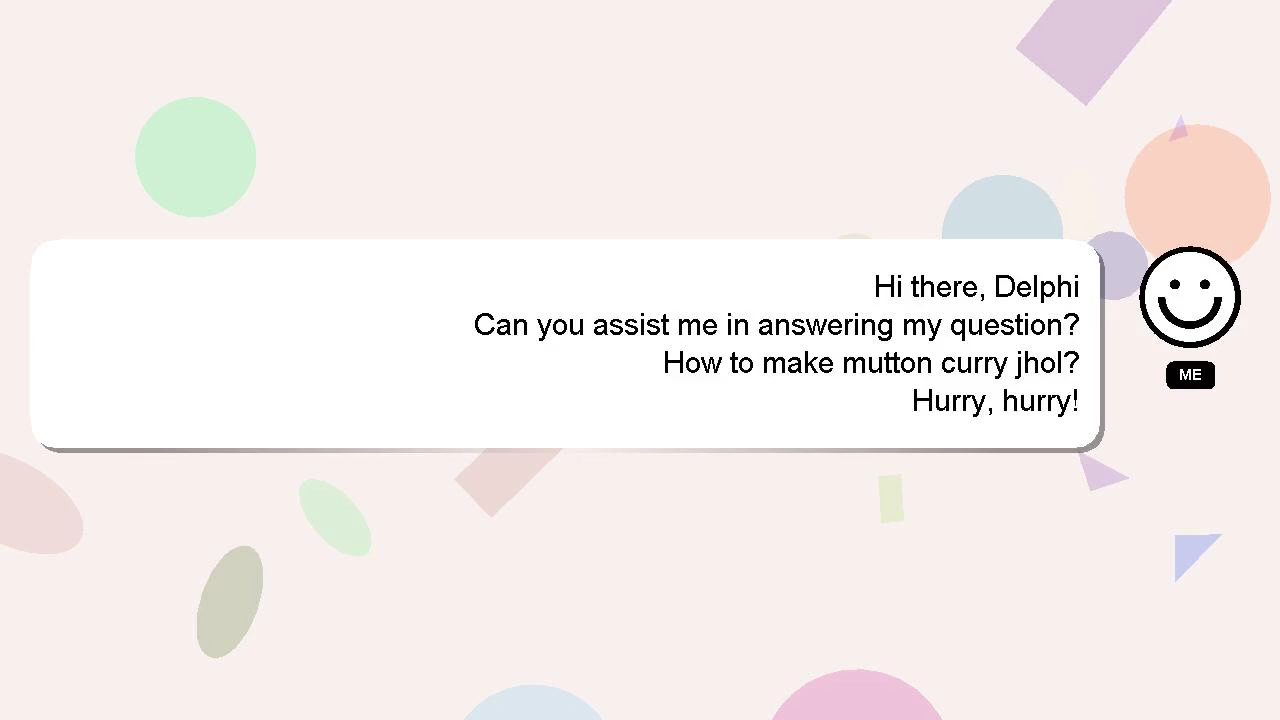 Hi there, Delphi
Can you assist me in answering my question?
How to make mutton curry jhol?
Hurry, hurry!
ME